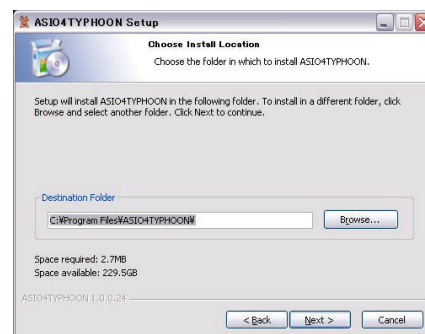 ASIO4TYPHOON Setup
Choose Install Location
Choose the folder in which to install ASIO4TYPHOON.
Setup will install ASIO4TYPHOON in the following folder. To install in a different folder, click
Browse and select another folder. Click Next to continue.
Destination Folder
C:¥Program Files¥ASIO4TYPHOON¥
Browse...
Space required: 2.7MB
Space available: 229.5GB
ASIO4TYPHOON 1.0.0.24
< Back
Next >
Cancel